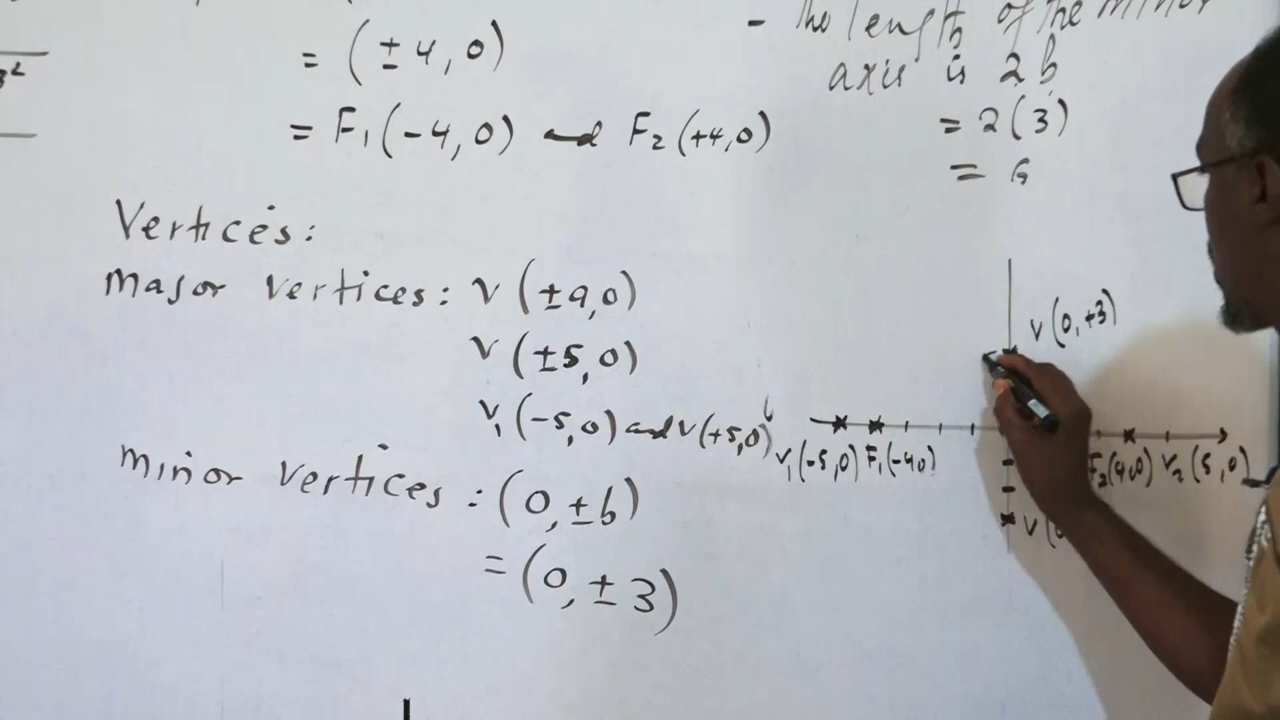 = (±4,0)
= F₁(-4,0) and F₂(+4,0)
- the length of the minor
axis is 2b
= 2(3)
= 6
Vertices:
Major vertices: V(±a,0)
V(±5,0)
V₁(-5,0) and V(+5,0)
Minor vertices: (0,±b)
= (0,±3)
V(0,+3)
V₁(-5,0) F₁(-4,0)
F₂(4,0) V₂(5,0)